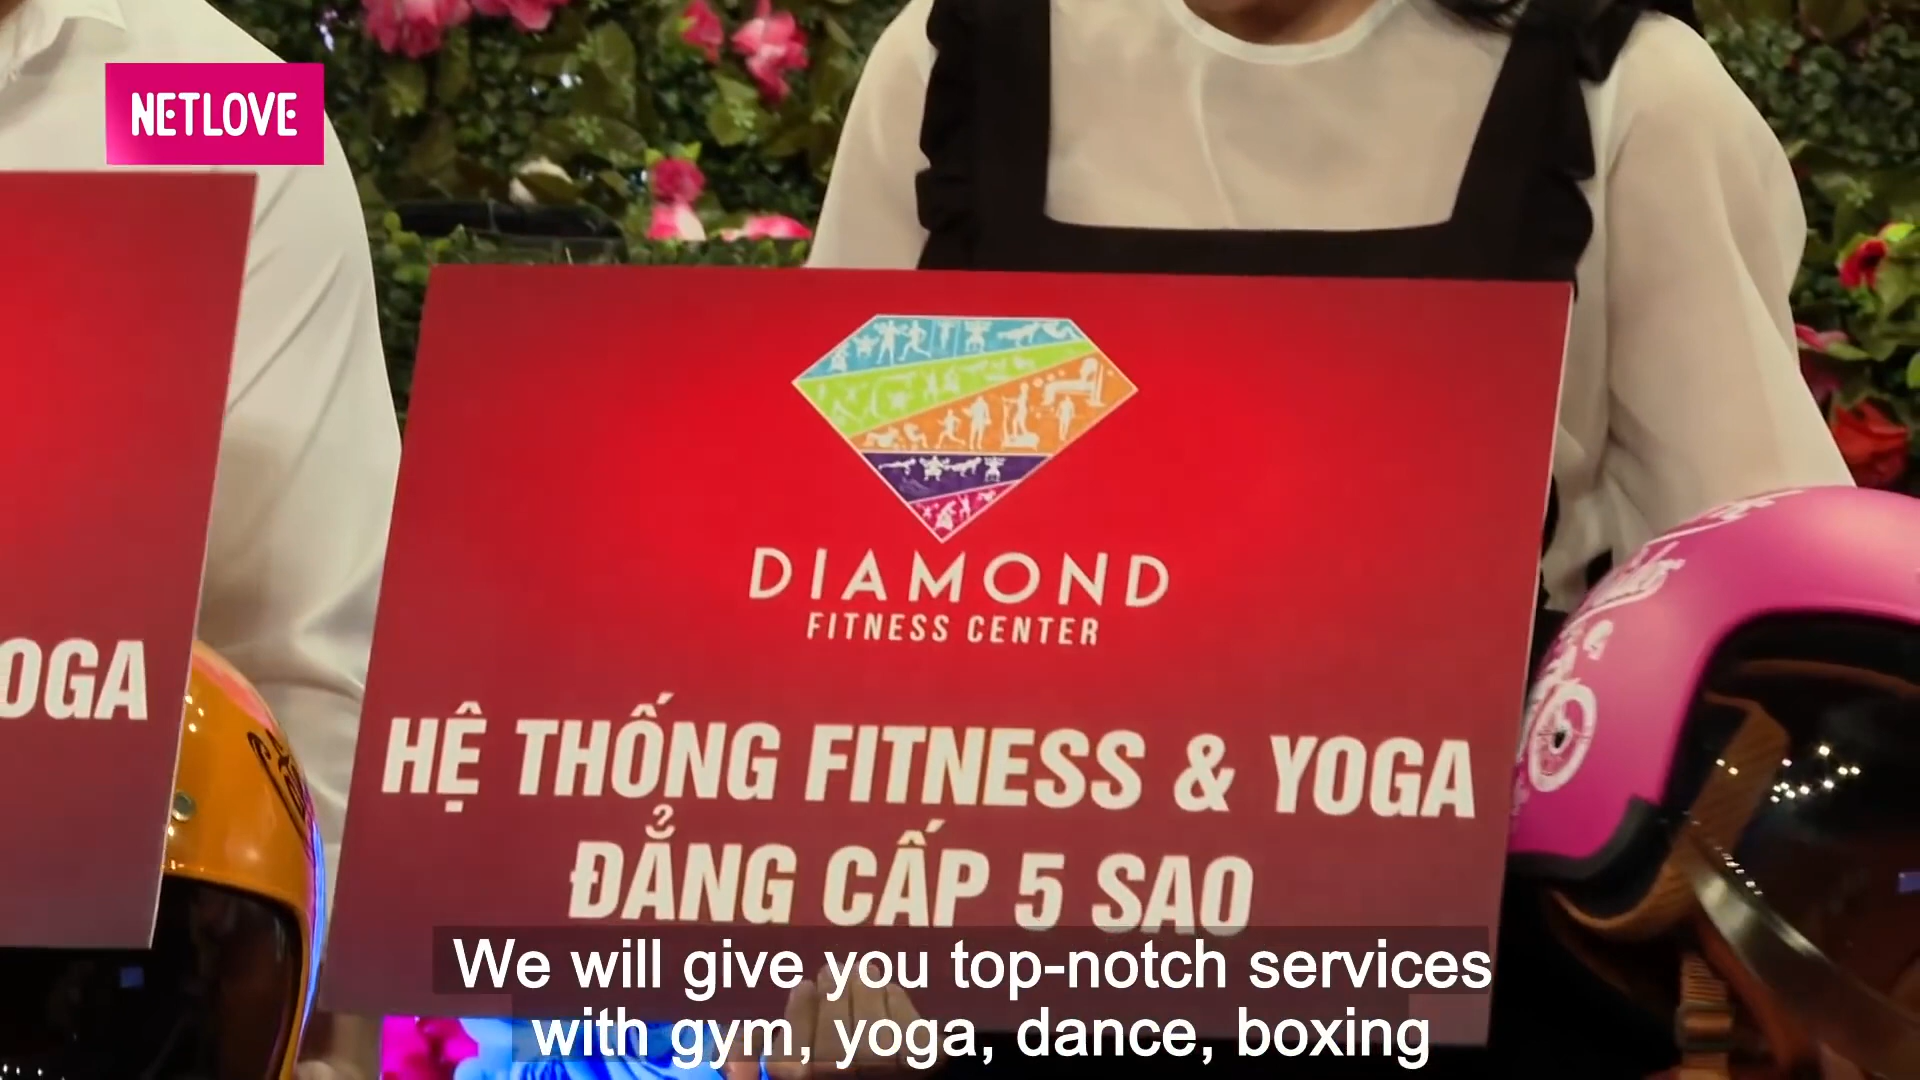 NETLOVE
OGA
DIAMOND
FITNESS CENTER
HỆ THỐNG FITNESS & YOGA
ĐẲNG CẤP 5 SAO
We will give you top-notch services
with gym, yoga, dance, boxing